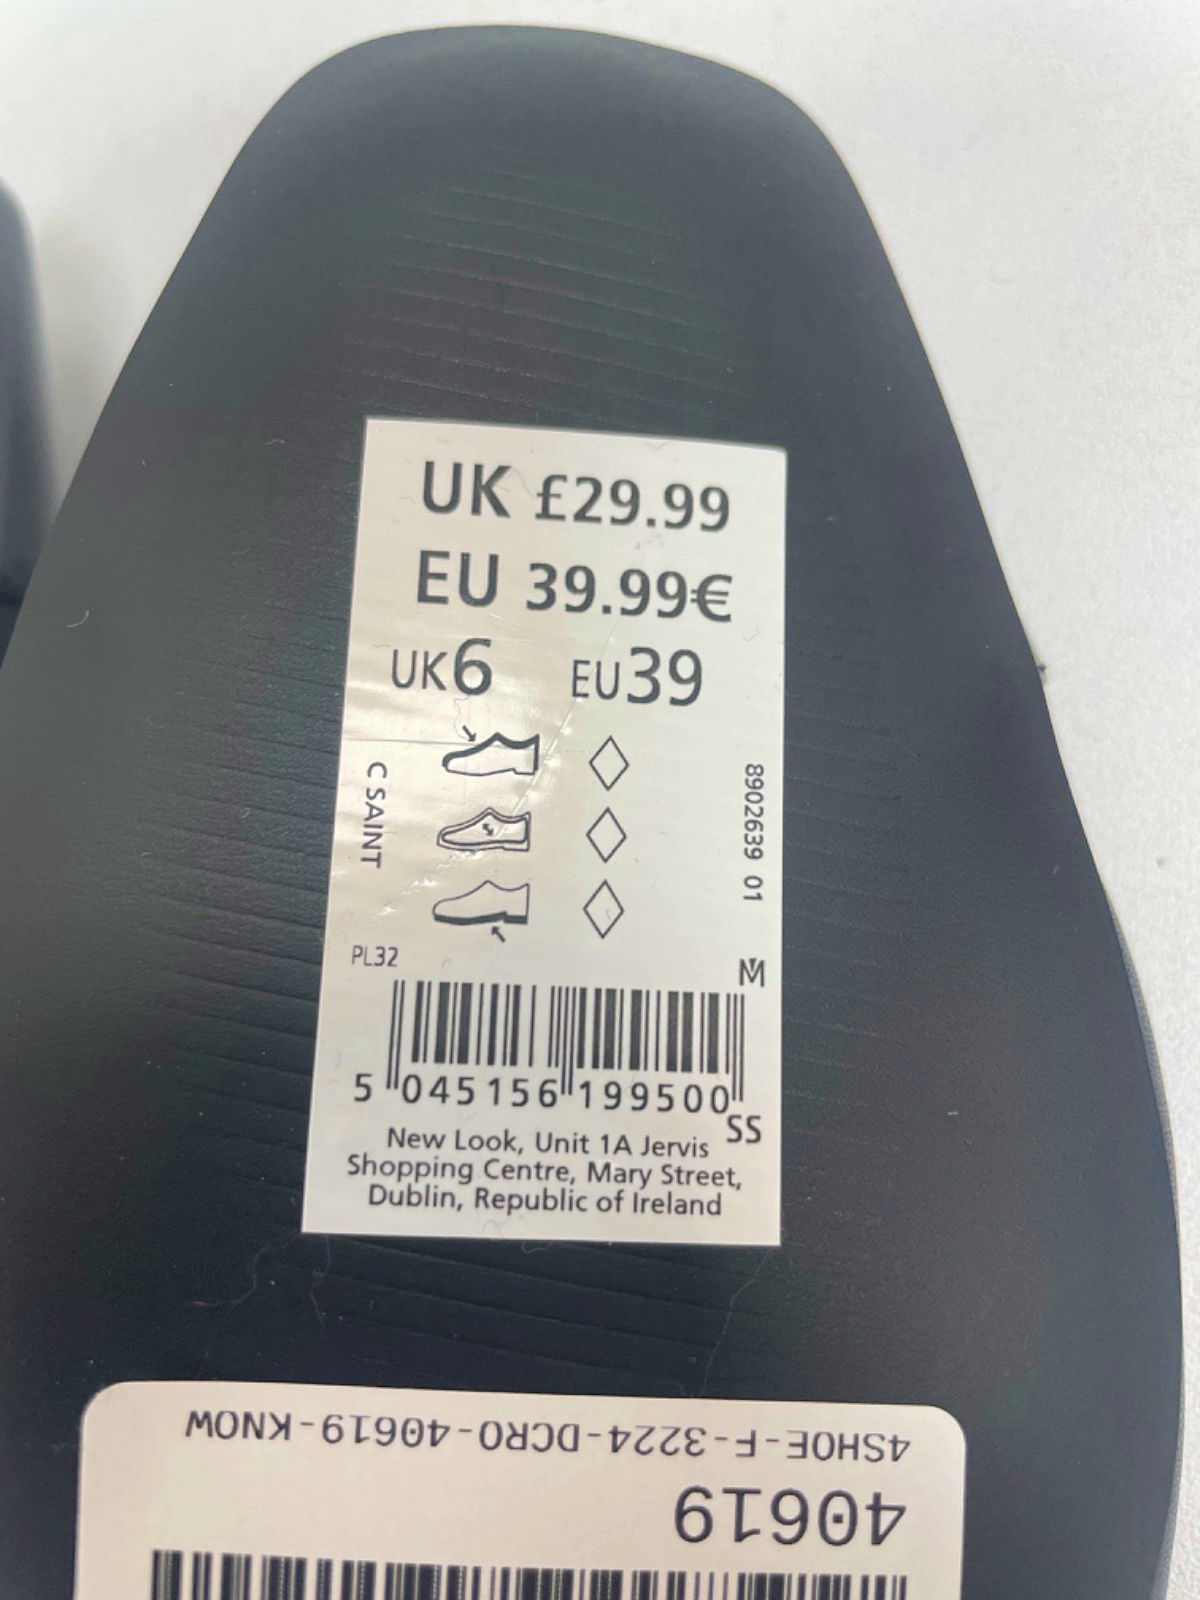 UK £29.99
EU 39.99€
UK6 EU39
C SAINT
8902639 01
PL32
M
5 045156 199500
SS
New Look, Unit 1A Jervis
Shopping Centre, Mary Street,
Dublin, Republic of Ireland
40619
4SHOE-F-3224-DCRO-40619-KNOW